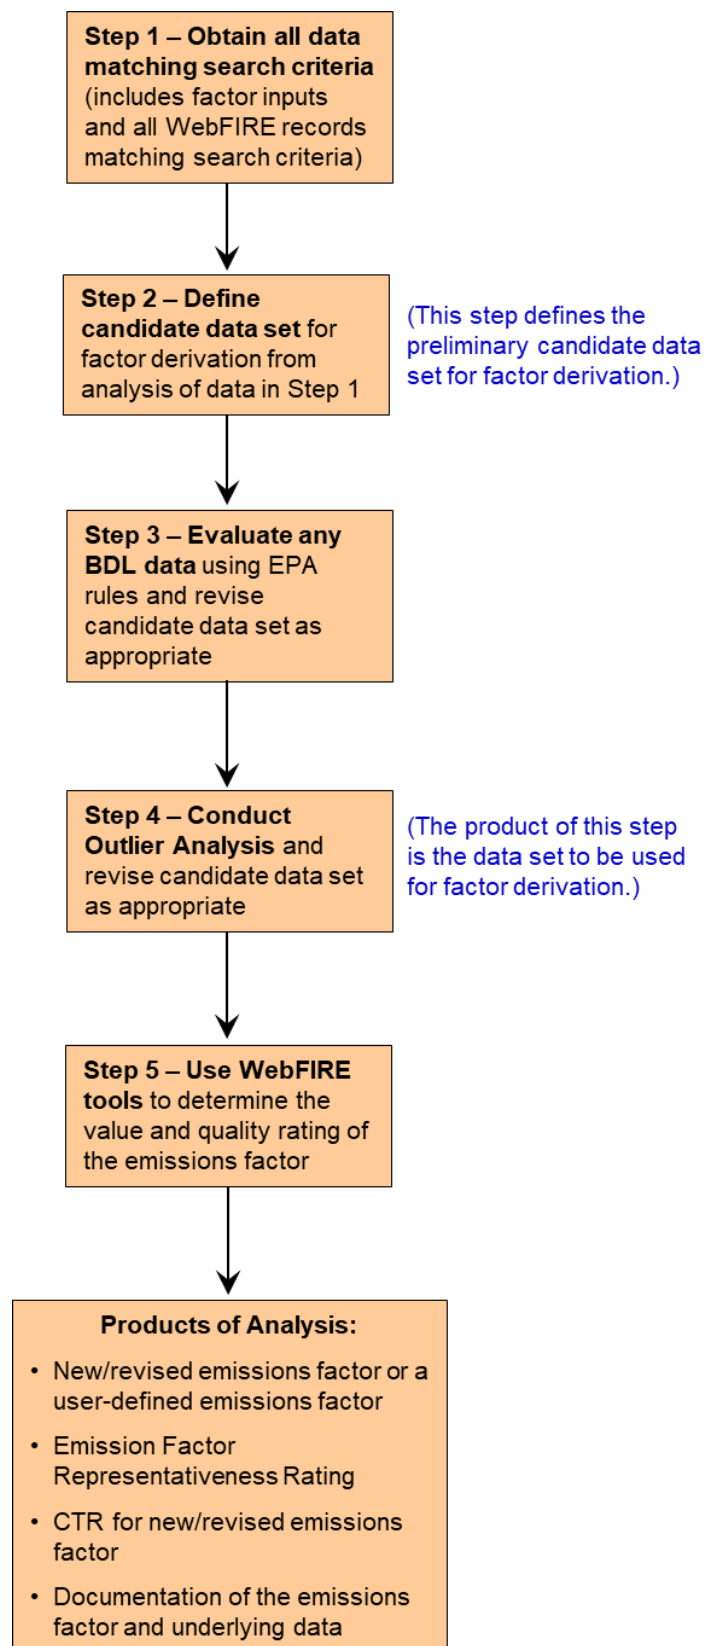 Step 1 – Obtain all data
matching search criteria
(includes factor inputs
and all WebFIRE records
matching search criteria)
Step 2 – Define
candidate data set for
factor derivation from
analysis of data in Step 1
(This step defines the
preliminary candidate data
set for factor derivation.)
Step 3 – Evaluate any
BDL data using EPA
rules and revise
candidate data set as
appropriate
Step 4 – Conduct
Outlier Analysis and
revise candidate data set
as appropriate
(The product of this step
is the data set to be used
for factor derivation.)
Step 5 – Use WebFIRE
tools to determine the
value and quality rating of
the emissions factor
Products of Analysis:
• New/revised emissions factor or a
user-defined emissions factor
• Emission Factor
Representativeness Rating
• CTR for new/revised emissions
factor
• Documentation of the emissions
factor and underlying data